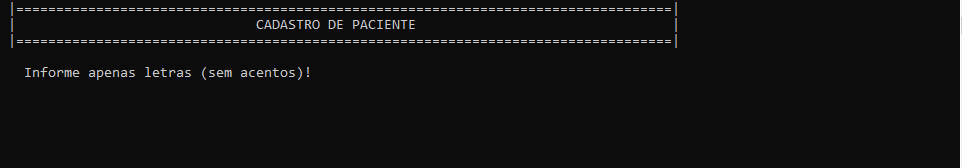 |==================================================================================|
|                              CADASTRO DE PACIENTE                                |
|==================================================================================|
Informe apenas letras (sem acentos)!